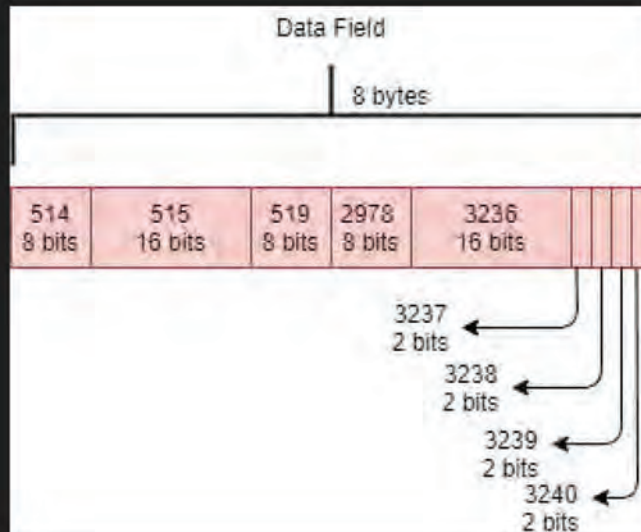 Data Field
8 bytes
514
8 bits
515
16 bits
519
8 bits
2978
8 bits
3236
16 bits
3237
2 bits
3238
2 bits
3239
2 bits
3240
2 bits